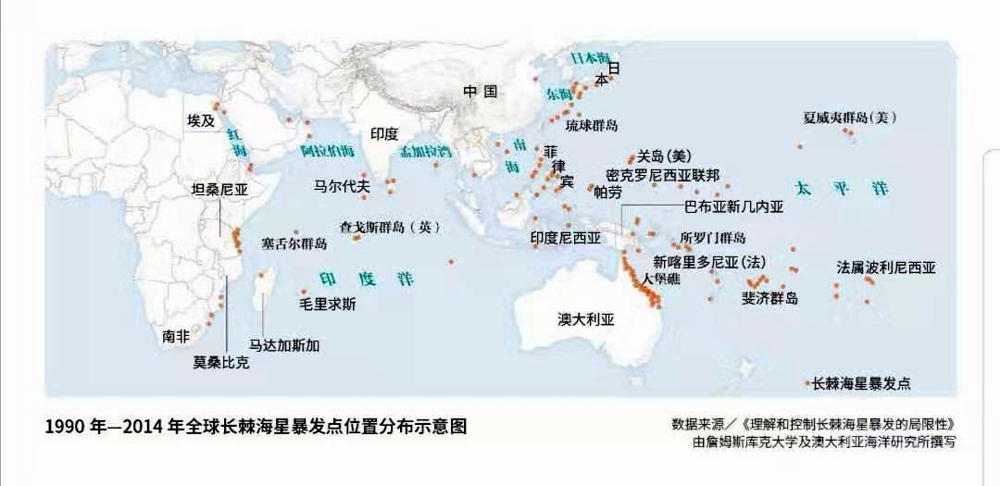 日本海
日
本
中 国
东海
埃及
琉球群岛
夏威夷群岛(美)
红
海
印度
阿拉伯海
孟加拉湾
南
海
菲
律
宾
关岛(美)
密克罗尼西亚联邦
坦桑尼亚
马尔代夫
帕劳
太 平 洋
巴布亚新几内亚
查戈斯群岛(英)
塞舌尔群岛
印度尼西亚
所罗门群岛
新喀里多尼亚(法)
法属波利尼西亚
印 度 洋
大堡礁
毛里求斯
斐济群岛
澳大利亚
南非
马达加斯加
莫桑比克
长棘海星暴发点
1990 年—2014 年全球长棘海星暴发点位置分布示意图
数据来源／《理解和控制长棘海星暴发的局限性》
由詹姆斯库克大学及澳大利亚海洋研究所撰写